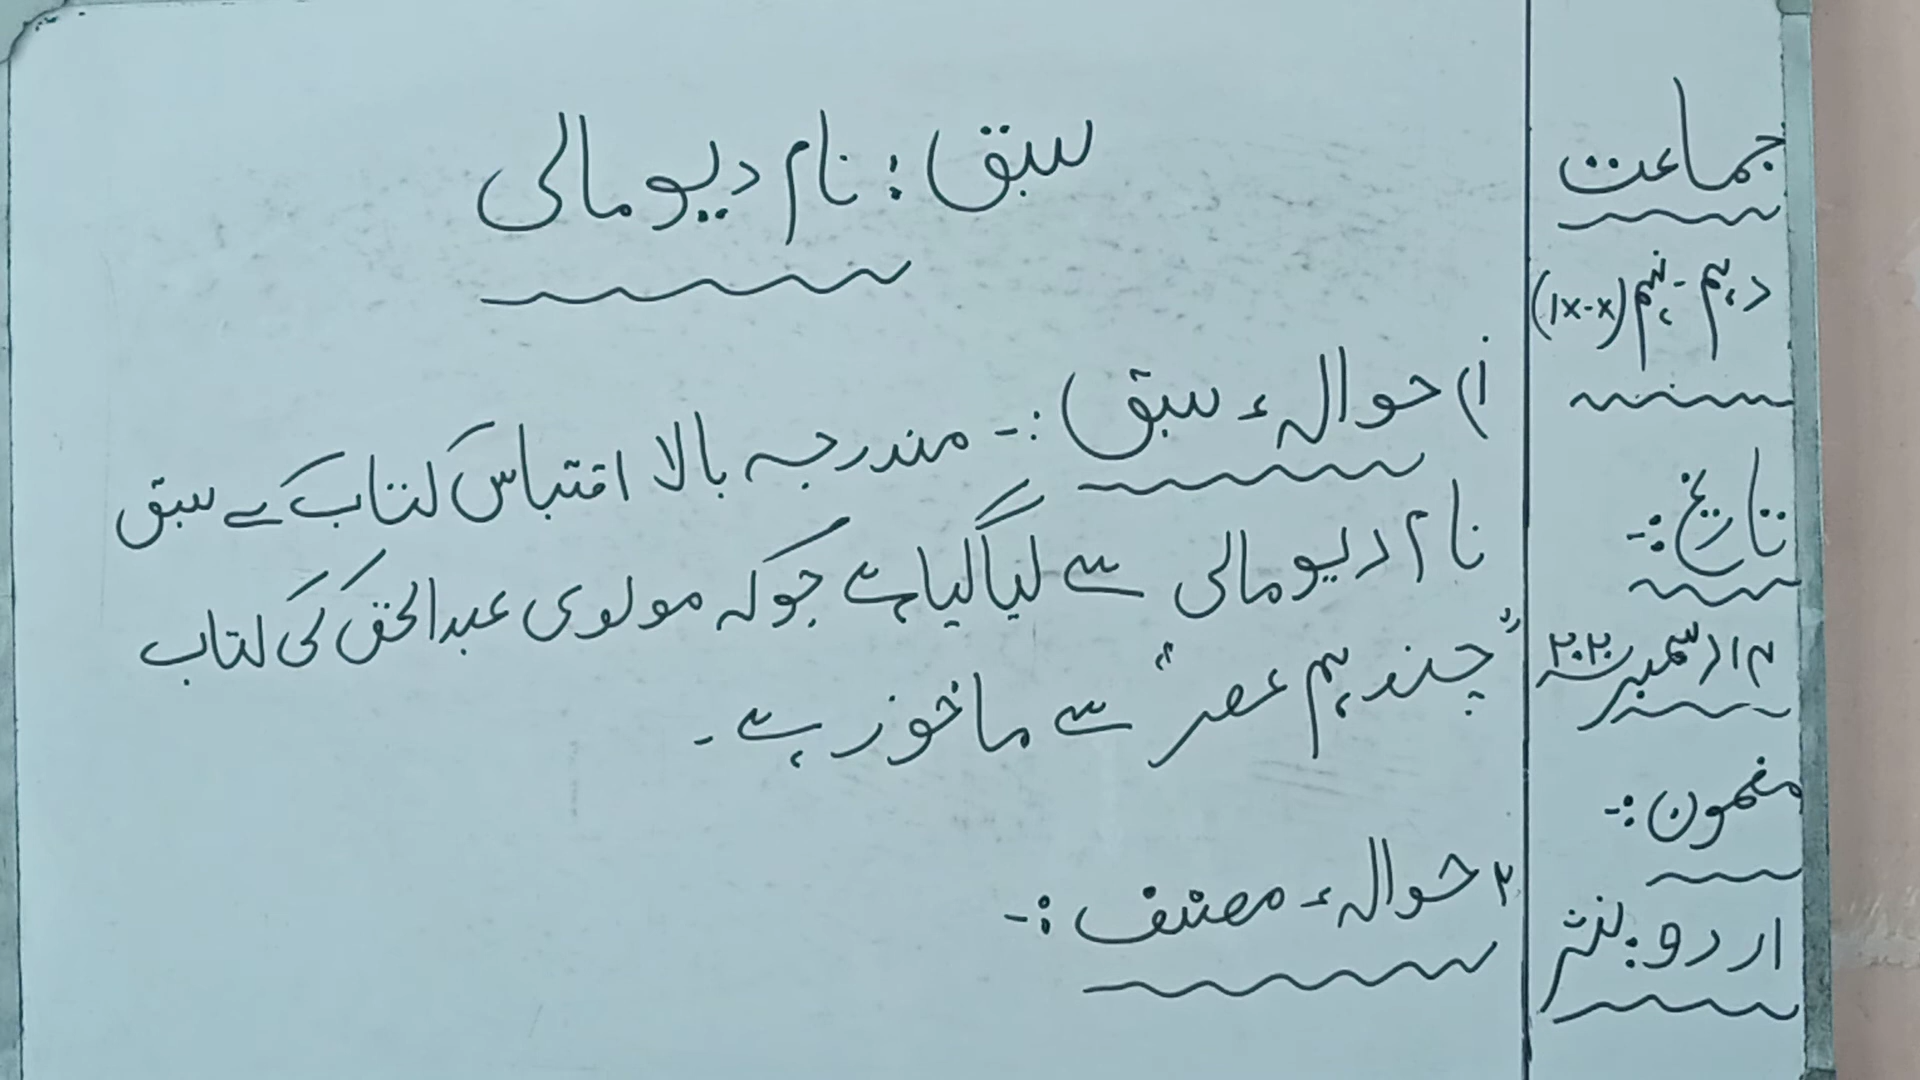 سبق: نام دیو مالی
۱) حوالہء سبق :- مندرجہ بالا اقتباس کتاب کے سبق
نام دیو مالی سے لیا گیا ہے جو کہ مولوی عبدالحق کی کتاب
"چند ہم عصر" سے ماخوذ ہے۔
۲ حوالہء مصنف :-
جماعت
دہم - نہم (IX-X)
تاریخ :-
۱۴ دسمبر ۲۰۲۰
مضمون :-
اردو: نثر